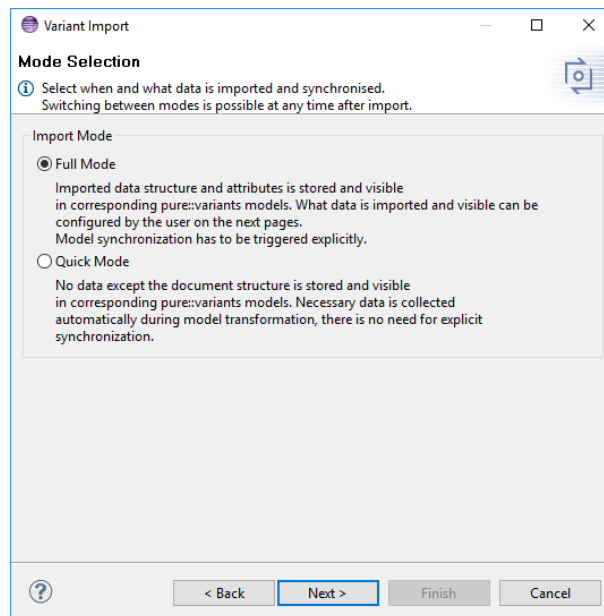 Variant Import
Mode Selection
Select when and what data is imported and synchronised.
Switching between modes is possible at any time after import.
Import Mode
Full Mode
Imported data structure and attributes is stored and visible
in corresponding pure::variants models. What data is imported and visible can be
configured by the user on the next pages.
Model synchronization has to be triggered explicitly.
Quick Mode
No data except the document structure is stored and visible
in corresponding pure::variants models. Necessary data is collected
automatically during model transformation, there is no need for explicit
synchronization.
< Back Next > Finish Cancel